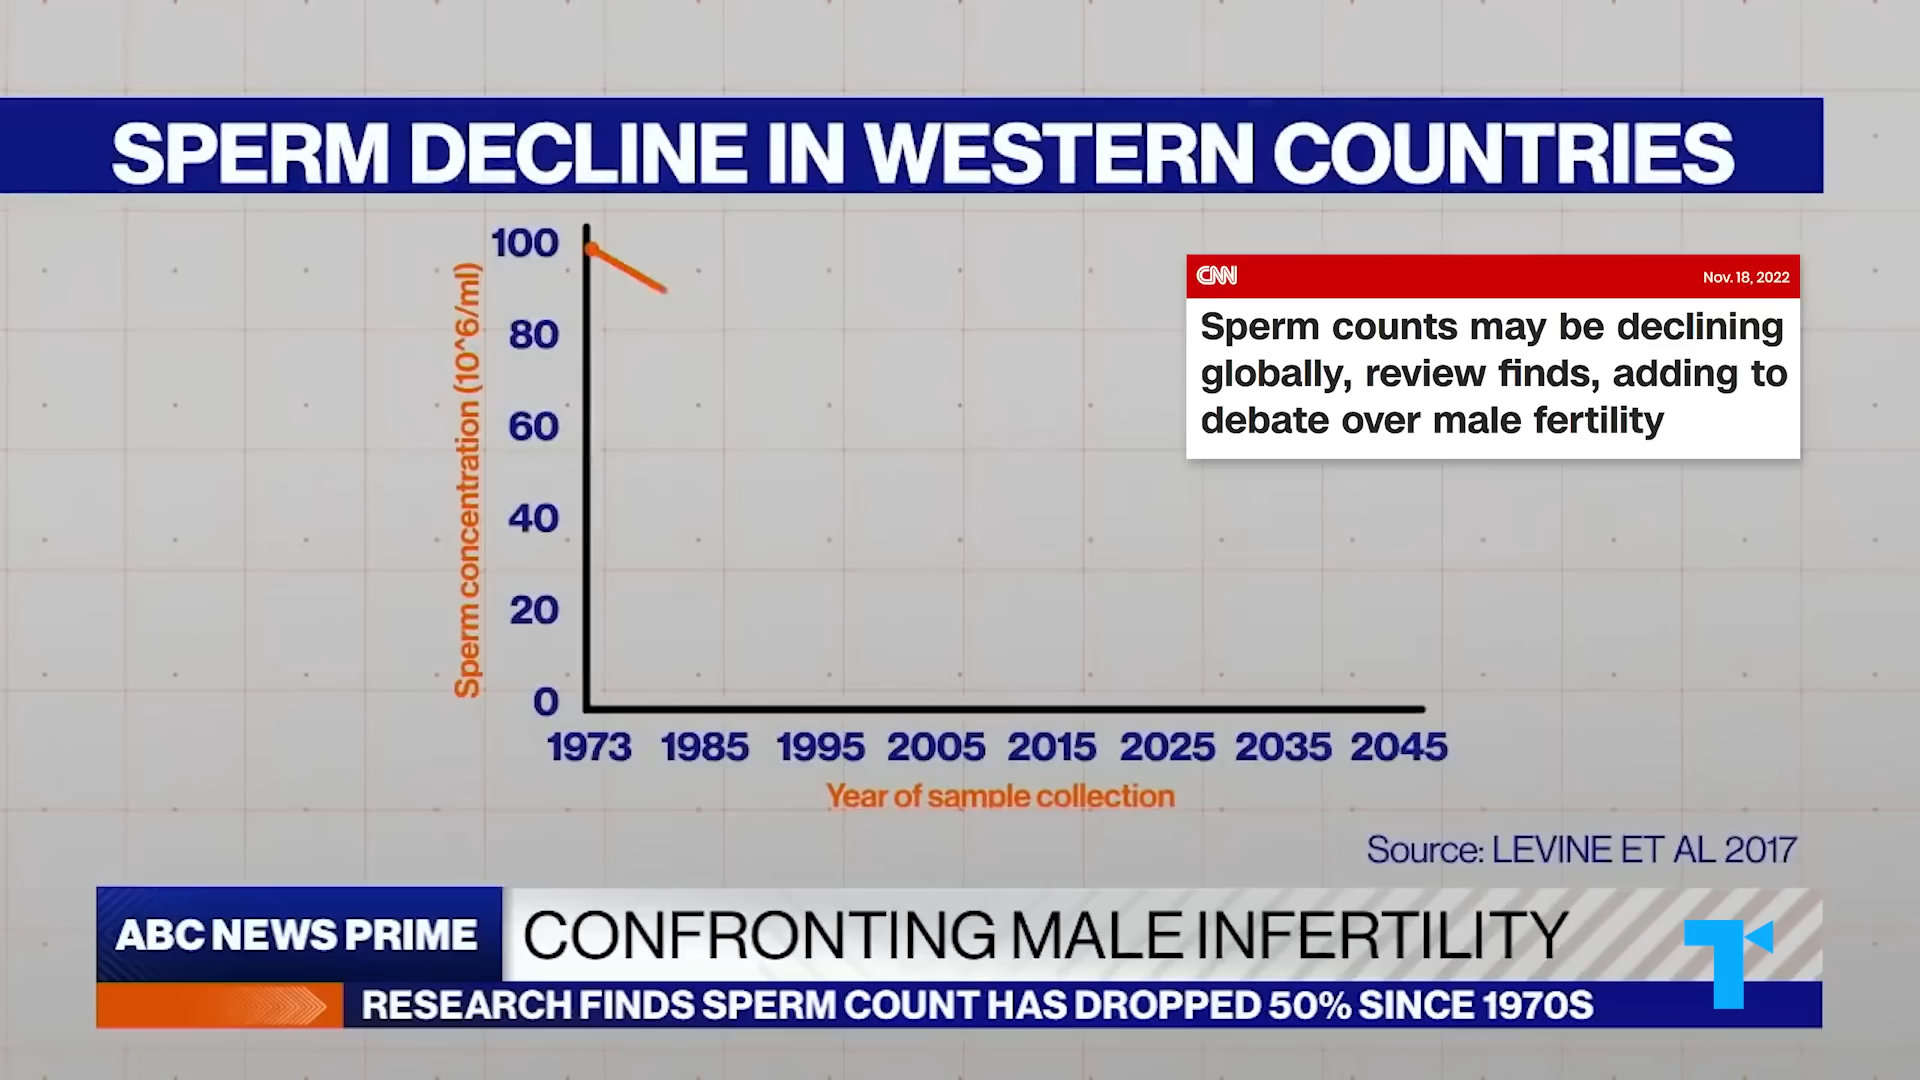 SPERM DECLINE IN WESTERN COUNTRIES
100
80
60
40
20
0
Sperm concentration (10^6/ml)
1973 1985 1995 2005 2015 2025 2035 2045
Year of sample collection
CNN
Nov. 18, 2022
Sperm counts may be declining
globally, review finds, adding to
debate over male fertility
Source: LEVINE ET AL 2017
ABC NEWS PRIME
CONFRONTING MALE INFERTILITY
RESEARCH FINDS SPERM COUNT HAS DROPPED 50% SINCE 1970S
T